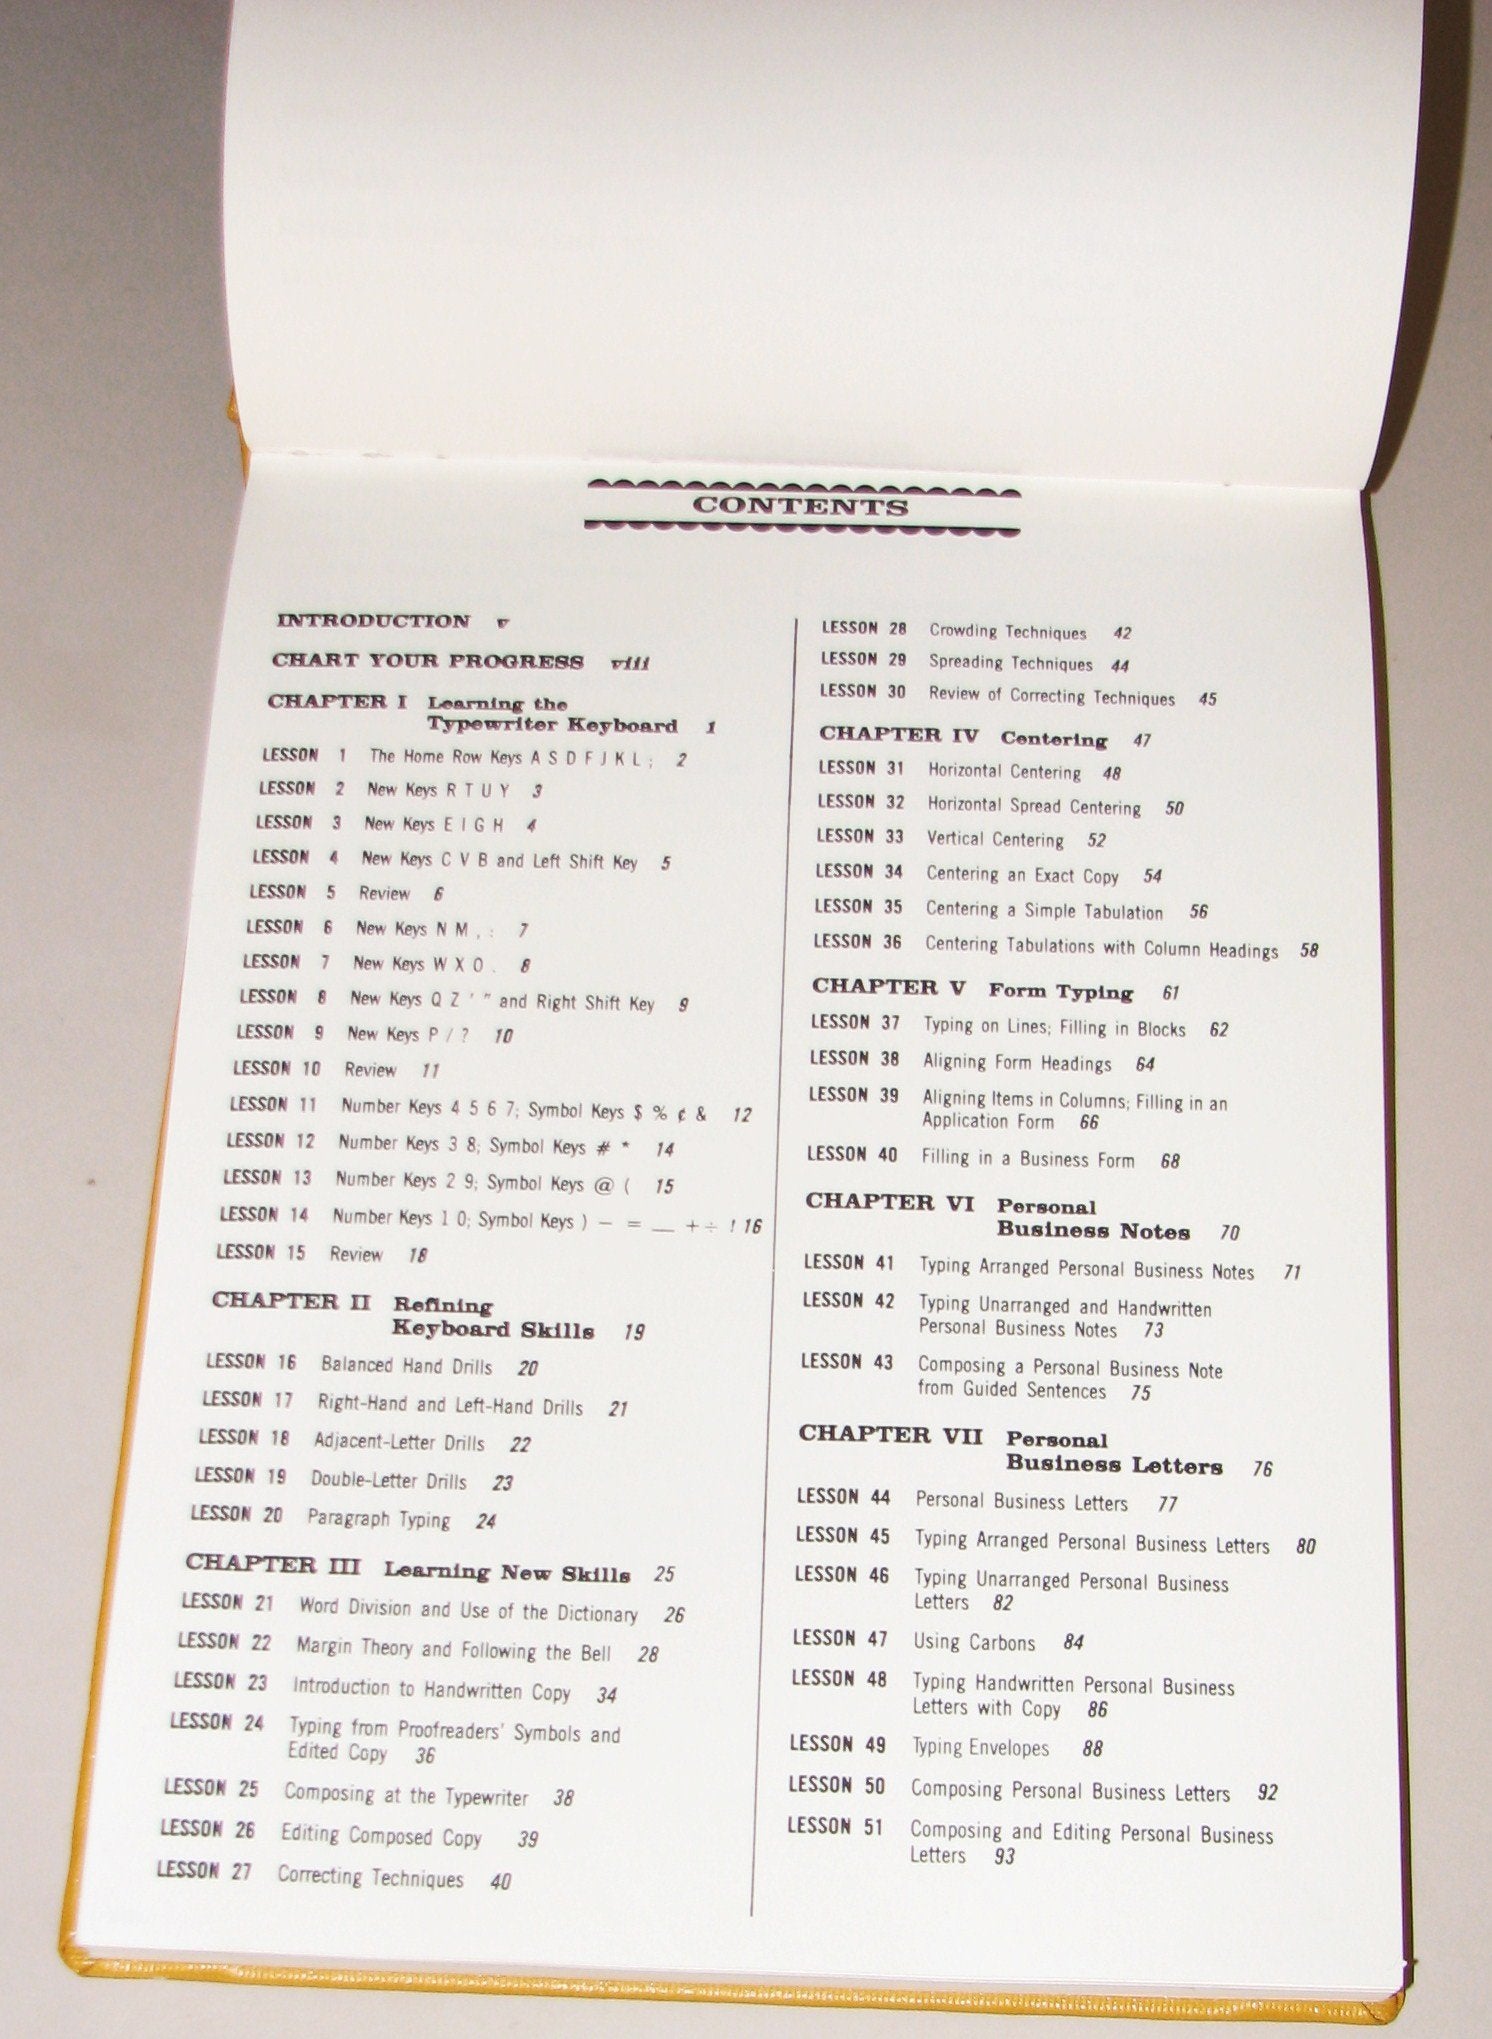 CONTENTS
INTRODUCTION v
CHART YOUR PROGRESS viii
CHAPTER I Learning the
Typewriter Keyboard 1
LESSON 1 The Home Row Keys A S D F J K L ; 2
LESSON 2 New Keys R T U Y 3
LESSON 3 New Keys E I G H 4
LESSON 4 New Keys C V B and Left Shift Key 5
LESSON 5 Review 6
LESSON 6 New Keys N M , : 7
LESSON 7 New Keys W X O . 8
LESSON 8 New Keys Q Z ' " and Right Shift Key 9
LESSON 9 New Keys P / ? 10
LESSON 10 Review 11
LESSON 11 Number Keys 4 5 6 7; Symbol Keys $ % ¢ & 12
LESSON 12 Number Keys 3 8; Symbol Keys # * 14
LESSON 13 Number Keys 2 9; Symbol Keys @ ( 15
LESSON 14 Number Keys 1 0; Symbol Keys ) – = __ + ÷ ! 16
LESSON 15 Review 18
CHAPTER II Refining
Keyboard Skills 19
LESSON 16 Balanced Hand Drills 20
LESSON 17 Right-Hand and Left-Hand Drills 21
LESSON 18 Adjacent-Letter Drills 22
LESSON 19 Double-Letter Drills 23
LESSON 20 Paragraph Typing 24
CHAPTER III Learning New Skills 25
LESSON 21 Word Division and Use of the Dictionary 26
LESSON 22 Margin Theory and Following the Bell 28
LESSON 23 Introduction to Handwritten Copy 34
LESSON 24 Typing from Proofreaders' Symbols and
Edited Copy 36
LESSON 25 Composing at the Typewriter 38
LESSON 26 Editing Composed Copy 39
LESSON 27 Correcting Techniques 40
LESSON 28 Crowding Techniques 42
LESSON 29 Spreading Techniques 44
LESSON 30 Review of Correcting Techniques 45
CHAPTER IV Centering 47
LESSON 31 Horizontal Centering 48
LESSON 32 Horizontal Spread Centering 50
LESSON 33 Vertical Centering 52
LESSON 34 Centering an Exact Copy 54
LESSON 35 Centering a Simple Tabulation 56
LESSON 36 Centering Tabulations with Column Headings 58
CHAPTER V Form Typing 61
LESSON 37 Typing on Lines; Filling in Blocks 62
LESSON 38 Aligning Form Headings 64
LESSON 39 Aligning Items in Columns; Filling in an
Application Form 66
LESSON 40 Filling in a Business Form 68
CHAPTER VI Personal
Business Notes 70
LESSON 41 Typing Arranged Personal Business Notes 71
LESSON 42 Typing Unarranged and Handwritten
Personal Business Notes 73
LESSON 43 Composing a Personal Business Note
from Guided Sentences 75
CHAPTER VII Personal
Business Letters 76
LESSON 44 Personal Business Letters 77
LESSON 45 Typing Arranged Personal Business Letters 80
LESSON 46 Typing Unarranged Personal Business
Letters 82
LESSON 47 Using Carbons 84
LESSON 48 Typing Handwritten Personal Business
Letters with Copy 86
LESSON 49 Typing Envelopes 88
LESSON 50 Composing Personal Business Letters 92
LESSON 51 Composing and Editing Personal Business
Letters 93